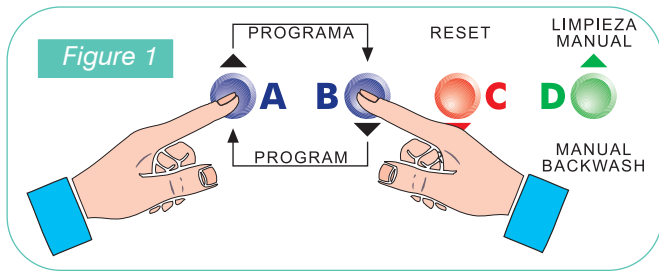 Figure 1
PROGRAMA
RESET
LIMPIEZA
MANUAL
A
B
C
D
PROGRAM
MANUAL
BACKWASH